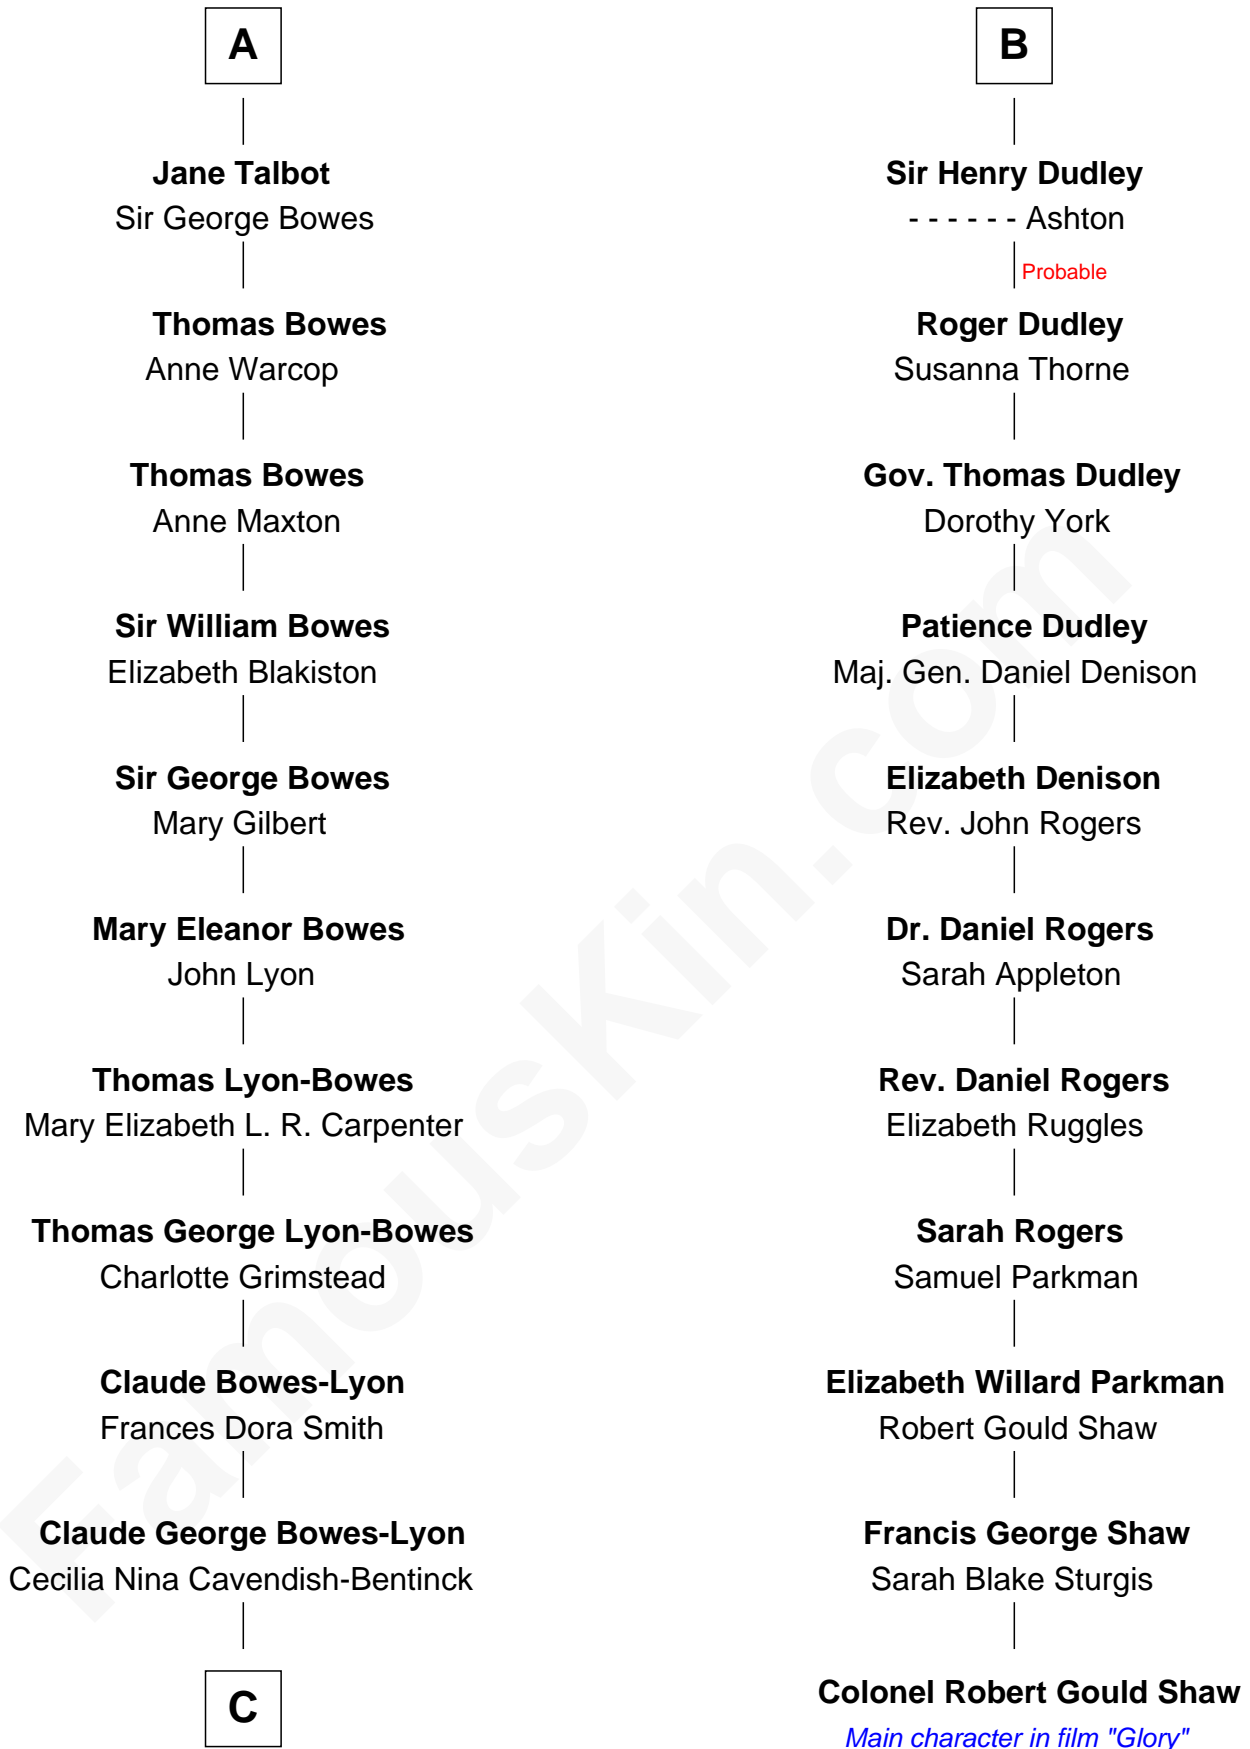 A
Jane Talbot
Sir George Bowes
Thomas Bowes
Anne Warcop
Thomas Bowes
Anne Maxton
Sir William Bowes
Elizabeth Blakiston
Sir George Bowes
Mary Gilbert
Mary Eleanor Bowes
John Lyon
Thomas Lyon-Bowes
Mary Elizabeth L. R. Carpenter
Thomas George Lyon-Bowes
Charlotte Grimstead
Claude Bowes-Lyon
Frances Dora Smith
Claude George Bowes-Lyon
Cecilia Nina Cavendish-Bentinck
C
B
Sir Henry Dudley
- - - - - - Ashton
Probable
Roger Dudley
Susanna Thorne
Gov. Thomas Dudley
Dorothy York
Patience Dudley
Maj. Gen. Daniel Denison
Elizabeth Denison
Rev. John Rogers
Dr. Daniel Rogers
Sarah Appleton
Rev. Daniel Rogers
Elizabeth Ruggles
Sarah Rogers
Samuel Parkman
Elizabeth Willard Parkman
Robert Gould Shaw
Francis George Shaw
Sarah Blake Sturgis
Colonel Robert Gould Shaw
Main character in film "Glory"
FamousKin.com